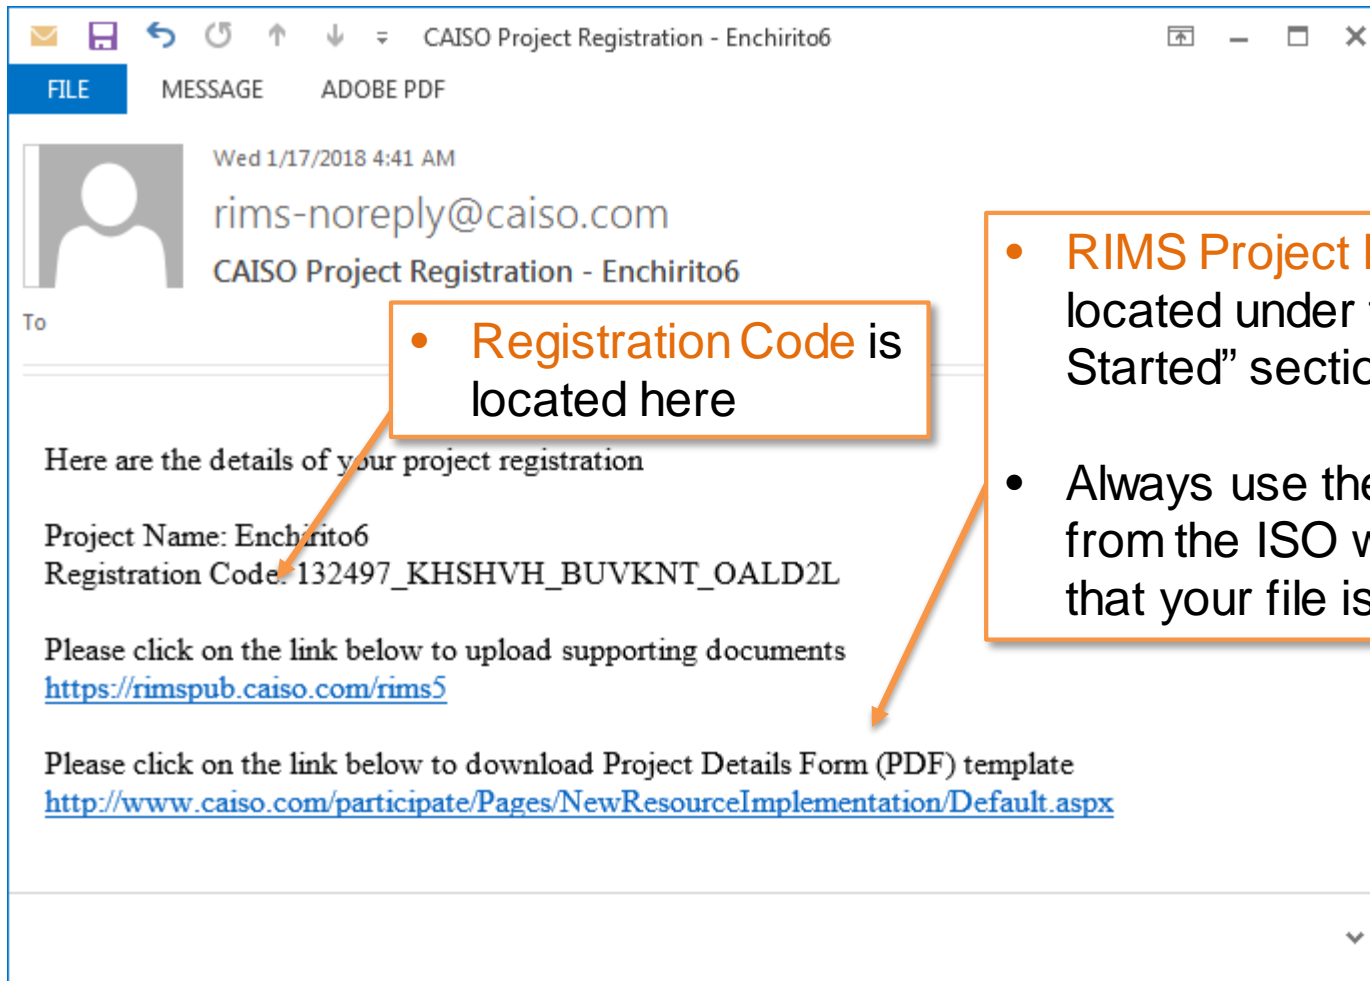 CAISO Project Registration - Enchirito6
FILE MESSAGE ADOBE PDF
Wed 1/17/2018 4:41 AM
rims-noreply@caiso.com
CAISO Project Registration - Enchirito6
To
• Registration Code is
located here
• RIMS Project
located under
Started” sectio
• Always use the
from the ISO w
that your file is
Here are the details of your project registration
Project Name: Enchirito6
Registration Code: 132497_KHSHVH_BUVKNT_OALD2L
Please click on the link below to upload supporting documents
https://rimspub.caiso.com/rims5
Please click on the link below to download Project Details Form (PDF) template
http://www.caiso.com/participate/Pages/NewResourceImplementation/Default.aspx